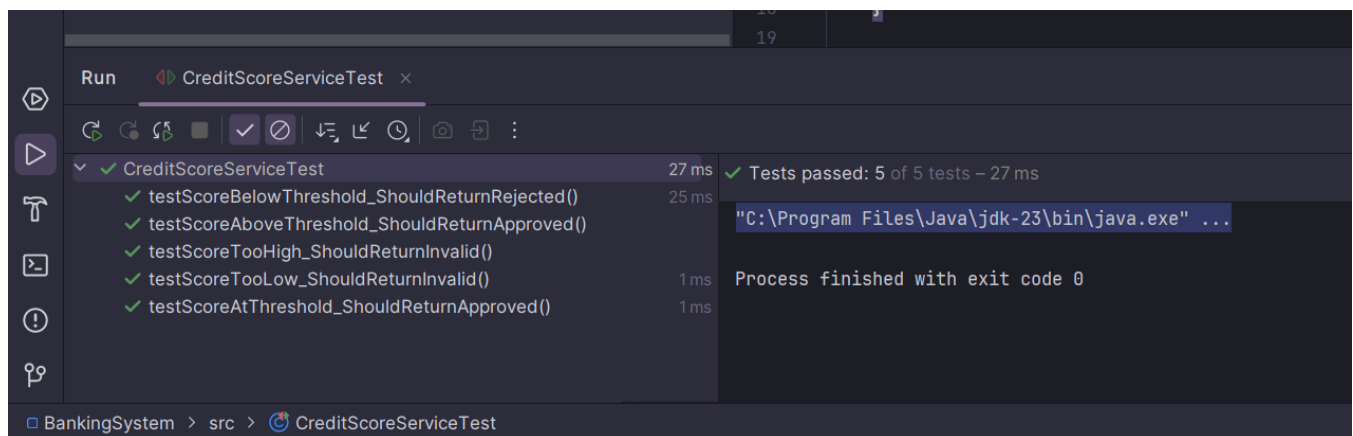 19
Run CreditScoreServiceTest ×
CreditScoreServiceTest 27 ms
testScoreBelowThreshold_ShouldReturnRejected() 25 ms
testScoreAboveThreshold_ShouldReturnApproved()
testScoreTooHigh_ShouldReturnInvalid()
testScoreTooLow_ShouldReturnInvalid() 1 ms
testScoreAtThreshold_ShouldReturnApproved() 1 ms
Tests passed: 5 of 5 tests – 27 ms
"C:\Program Files\Java\jdk-23\bin\java.exe" ...
Process finished with exit code 0
BankingSystem > src > CreditScoreServiceTest